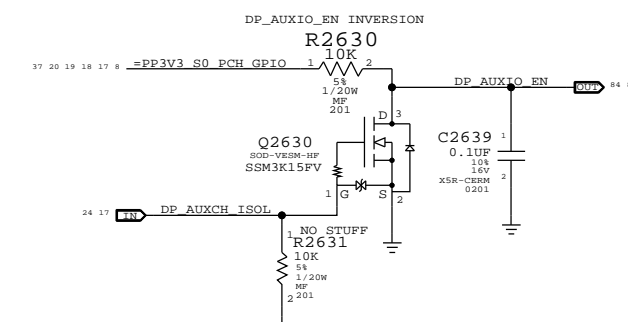 DP_AUXIO_EN INVERSION
R2630
10K
37 20 19 18 17 8 =PP3V3_S0_PCH_GPIO 1 2
5%
1/20W
MF
201
DP_AUXIO_EN OUT 84
D 3
Q2630
SOD-VESM-HF
SSM3K15FV
1 G S 2
C2639 1
0.1UF
10%
16V
X5R-CERM
0201
2
24 17 IN DP_AUXCH_ISOL
1 NO STUFF
R2631
10K
5%
1/20W
MF
201
2